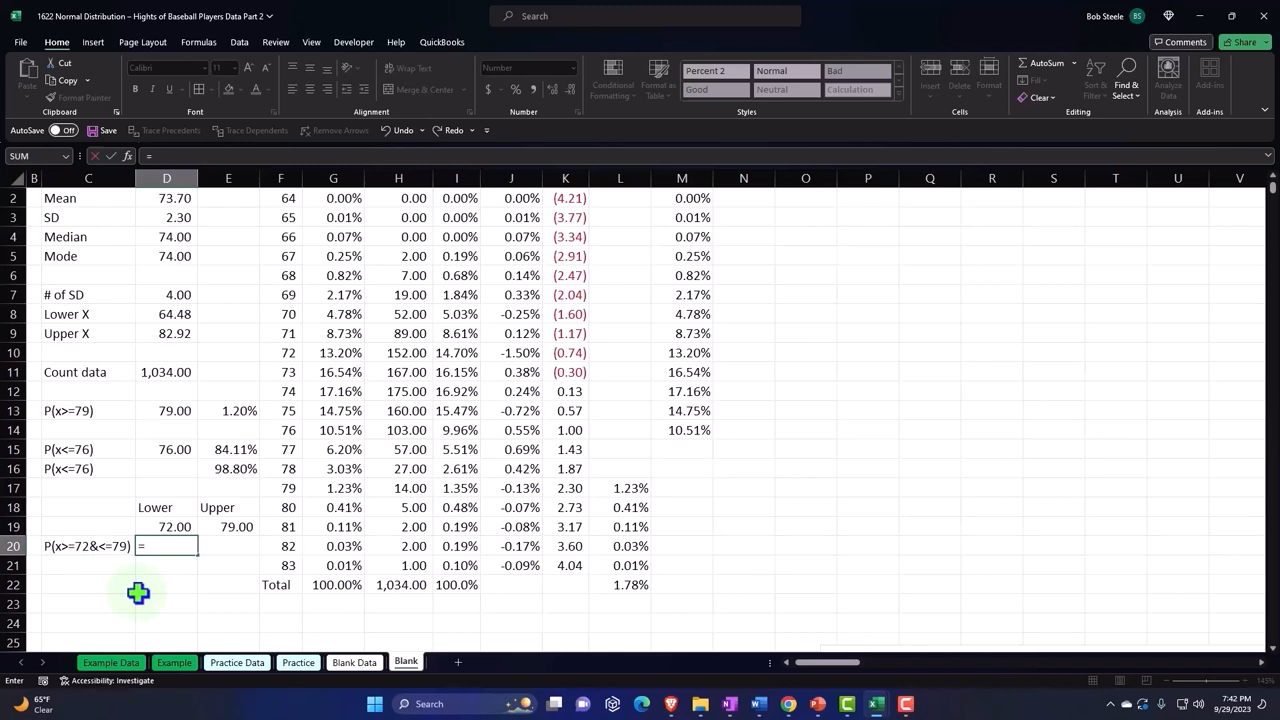 1622 Normal Distribution – Hights of Baseball Players Data Part 2
Search
Bob Steele BS
File Home Insert Page Layout Formulas Data Review View Developer Help QuickBooks
Comments Share
Cut
Copy
Format Painter
Paste
Calibri 11
Wrap Text
Merge & Center
Number
Conditional Formatting
Format as Table
Percent 2 Normal Bad
Good Neutral Calculation
Insert Delete Format
AutoSum
Fill
Clear
Sort & Filter
Find & Select
Analyze Data
Add-ins
Clipboard Font Alignment Number Styles Cells Editing Analysis Add-ins
AutoSave Off Save Trace Precedents Trace Dependents Remove Arrows Undo Redo
SUM fx =
B C D E F G H I J K L M N O P Q R S T U V
2 Mean 73.70 64 0.00% 0.00 0.00% 0.00% (4.21) 0.00%
3 SD 2.30 65 0.01% 0.00 0.00% 0.01% (3.77) 0.01%
4 Median 74.00 66 0.07% 0.00 0.00% 0.07% (3.34) 0.07%
5 Mode 74.00 67 0.25% 2.00 0.19% 0.06% (2.91) 0.25%
6 68 0.82% 7.00 0.68% 0.14% (2.47) 0.82%
7 # of SD 4.00 69 2.17% 19.00 1.84% 0.33% (2.04) 2.17%
8 Lower X 64.48 70 4.78% 52.00 5.03% -0.25% (1.60) 4.78%
9 Upper X 82.92 71 8.73% 89.00 8.61% 0.12% (1.17) 8.73%
10 72 13.20% 152.00 14.70% -1.50% (0.74) 13.20%
11 Count data 1,034.00 73 16.54% 167.00 16.15% 0.38% (0.30) 16.54%
12 74 17.16% 175.00 16.92% 0.24% 0.13 17.16%
13 P(x>=79) 79.00 1.20% 75 14.75% 160.00 15.47% -0.72% 0.57 14.75%
14 76 10.51% 103.00 9.96% 0.55% 1.00 10.51%
15 P(x<=76) 76.00 84.11% 77 6.20% 57.00 5.51% 0.69% 1.43
16 P(x<=76) 98.80% 78 3.03% 27.00 2.61% 0.42% 1.87
17 79 1.23% 14.00 1.35% -0.13% 2.30 1.23%
18 Lower Upper 80 0.41% 5.00 0.48% -0.07% 2.73 0.41%
19 72.00 79.00 81 0.11% 2.00 0.19% -0.08% 3.17 0.11%
20 P(x>=72&<=79) = 82 0.03% 2.00 0.19% -0.17% 3.60 0.03%
21 83 0.01% 1.00 0.10% -0.09% 4.04 0.01%
22 Total 100.00% 1,034.00 100.0% 1.78%
23
24
25
Example Data Example Practice Data Practice Blank Data Blank
Enter Accessibility: Investigate 145%
65°F
Clear
Search
7:42 PM
9/29/2023